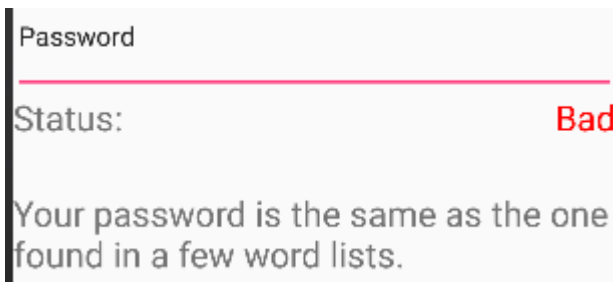 Password
Status: Bad
Your password is the same as the one
found in a few word lists.